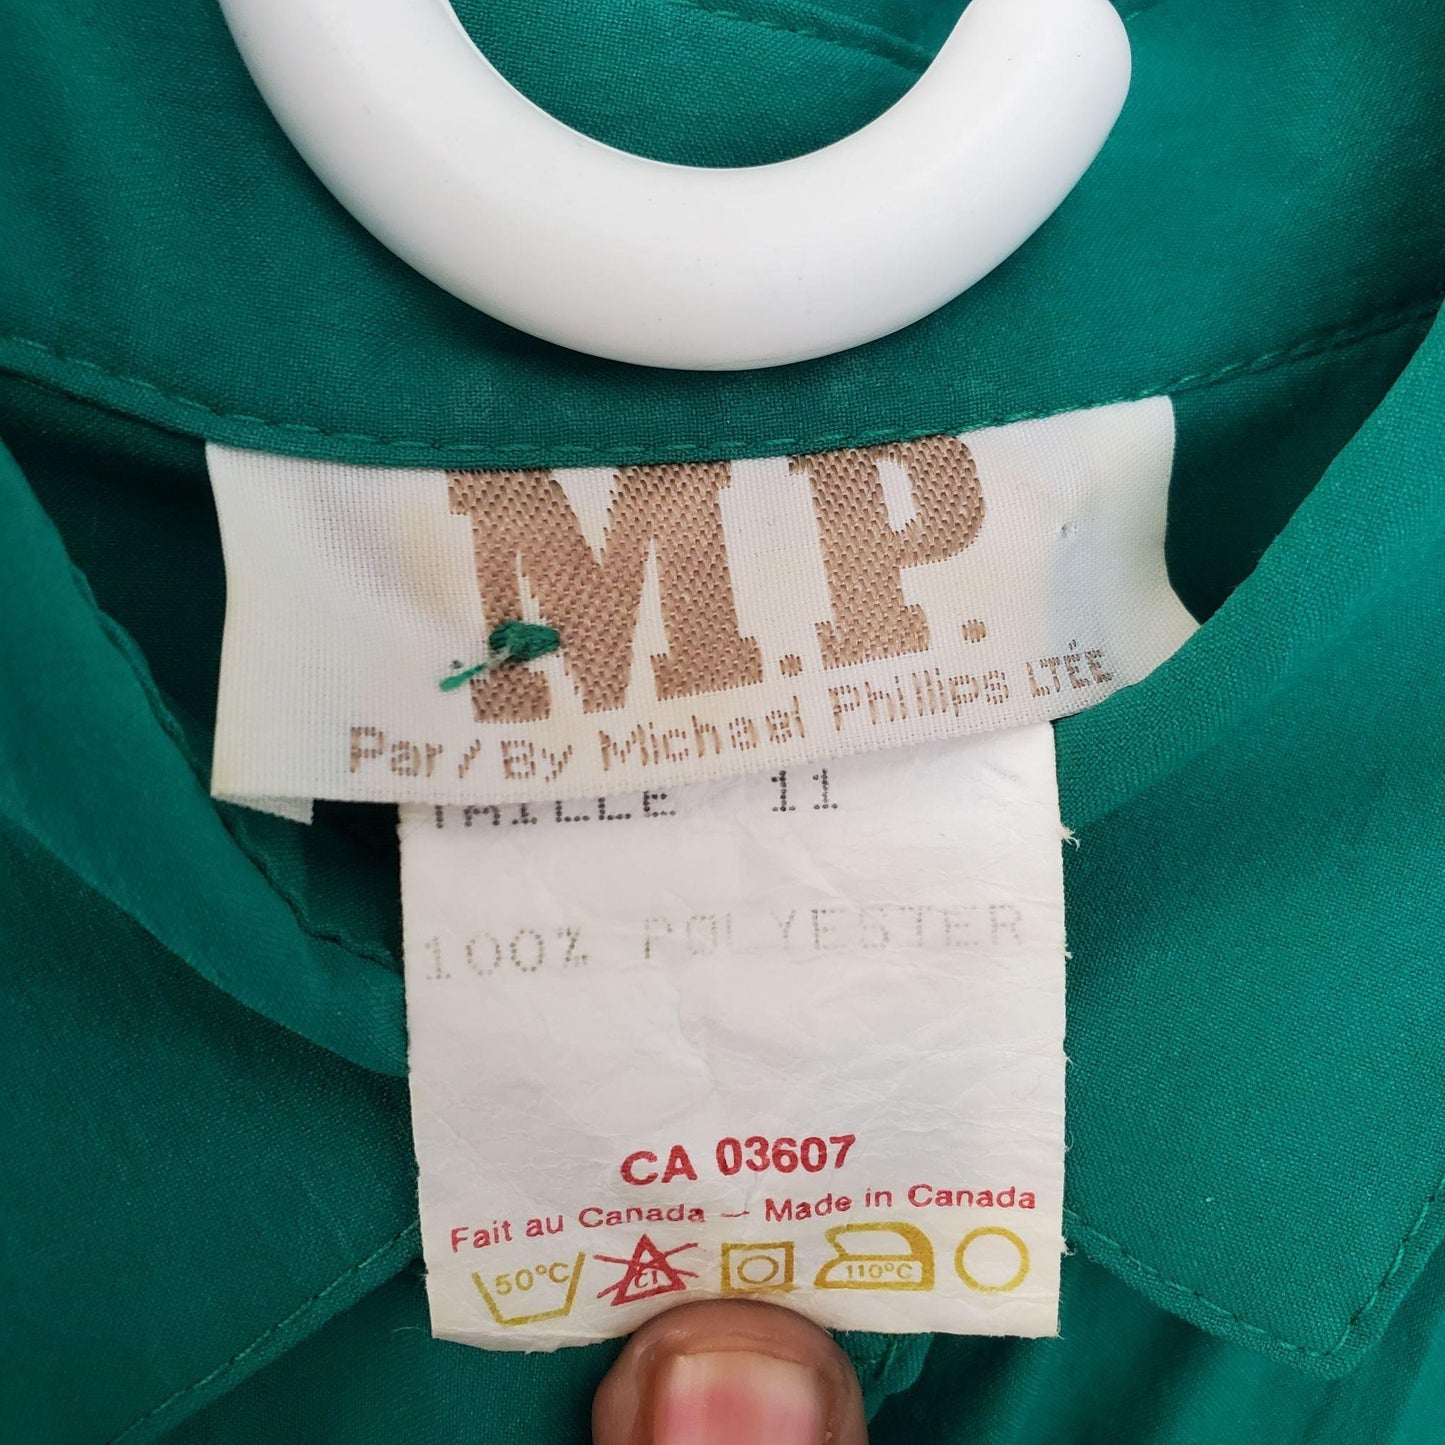 M.P.
Par/By Michael Phillips LTÉE
TAILLE 11
100% POLYESTER
CA 03607
Fait au Canada — Made in Canada
50°C Cl 110°C